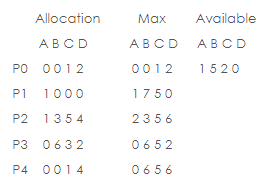 Allocation Max Available
A B C D A B C D A B C D
P0 0 0 1 2 0 0 1 2 1 5 2 0
P1 1 0 0 0 1 7 5 0
P2 1 3 5 4 2 3 5 6
P3 0 6 3 2 0 6 5 2
P4 0 0 1 4 0 6 5 6